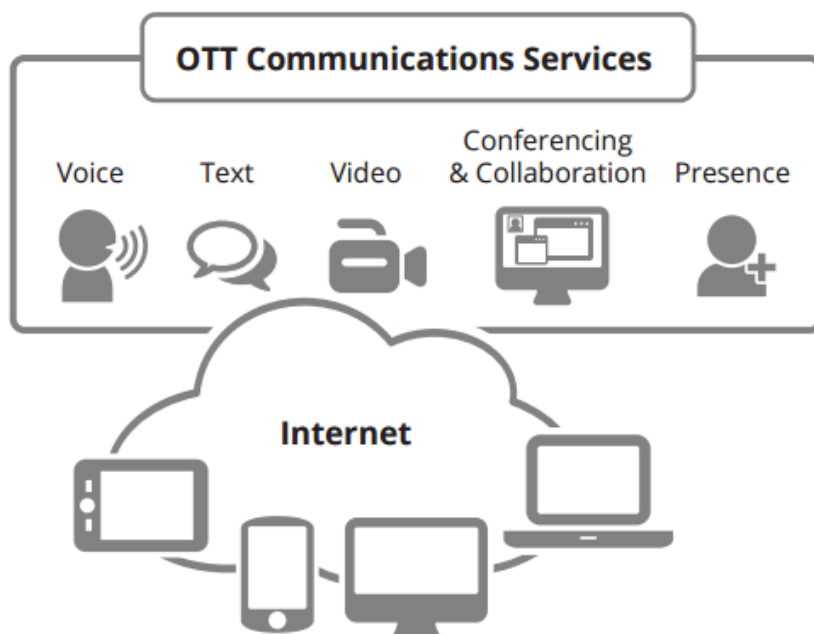 OTT Communications Services
Voice
Text
Video
Conferencing
& Collaboration
Presence
Internet